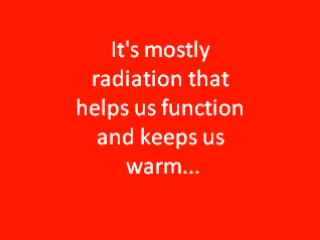 It's mostly
radiation that
helps us function
and keeps us
warm...